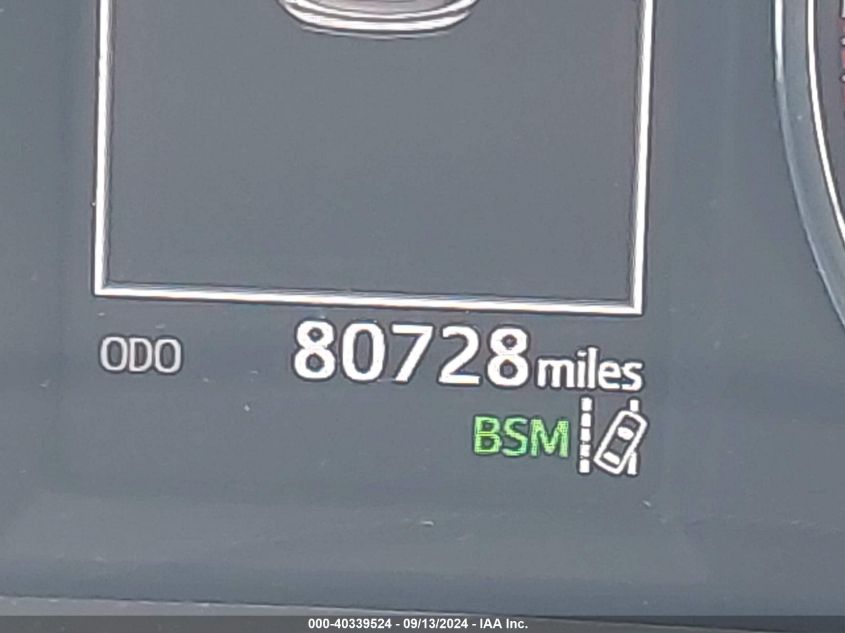 ODO 80728 miles
BSM
000-40339524 - 09/13/2024 - IAA Inc.